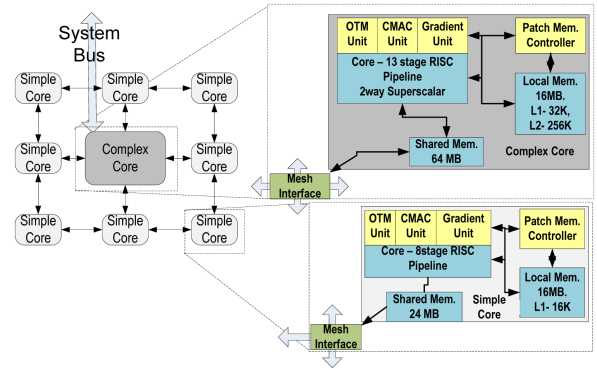 System
Bus
Simple
Core
Simple
Core
Simple
Core
Simple
Core
Complex
Core
Simple
Core
Simple
Core
Simple
Core
Simple
Core
OTM
Unit
CMAC
Unit
Gradient
Unit
Patch Mem.
Controller
Core – 13 stage RISC
Pipeline
2way Superscalar
Local Mem.
16MB.
L1- 32K,
L2- 256K
Shared Mem.
64 MB
Complex Core
Mesh
Interface
OTM
Unit
CMAC
Unit
Gradient
Unit
Patch Mem.
Controller
Core – 8stage RISC
Pipeline
Local Mem.
16MB.
L1- 16K
Shared Mem.
24 MB
Simple
Core
Mesh
Interface